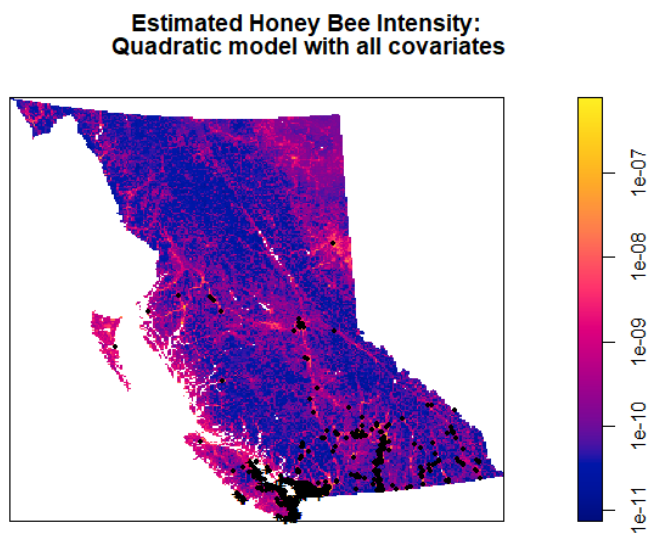 Estimated Honey Bee Intensity:
Quadratic model with all covariates
1e-07
1e-08
1e-09
1e-10
1e-11